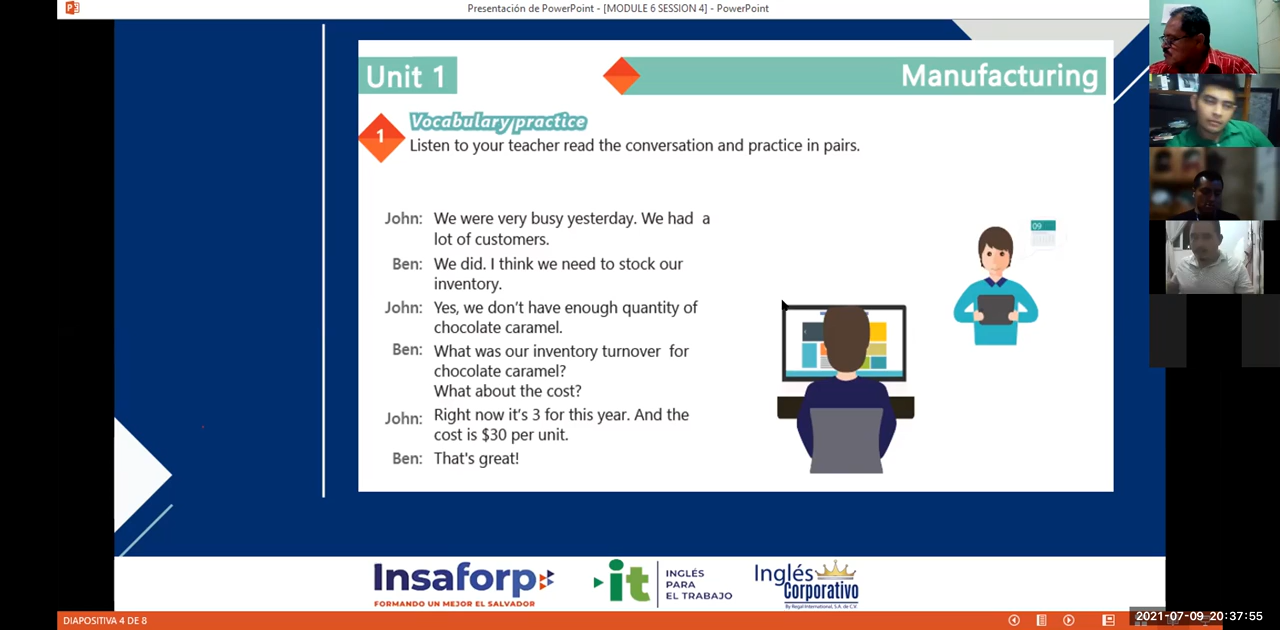 Presentación de PowerPoint - [MODULE 6 SESSION 4] - PowerPoint
Unit 1
Manufacturing
1
Vocabulary practice
Listen to your teacher read the conversation and practice in pairs.
John: We were very busy yesterday. We had a
lot of customers.
Ben: We did. I think we need to stock our
inventory.
John: Yes, we don't have enough quantity of
chocolate caramel.
Ben: What was our inventory turnover for
chocolate caramel?
What about the cost?
John: Right now it's 3 for this year. And the
cost is $30 per unit.
Ben: That's great!
09
Insaforp
FORMANDO UN MEJOR EL SALVADOR
it
INGLÉS
PARA
EL TRABAJO
Inglés
Corporativo
By Regal International, S.A. de C.V.
DIAPOSITIVA 4 DE 8
2021-07-09 20:37:55